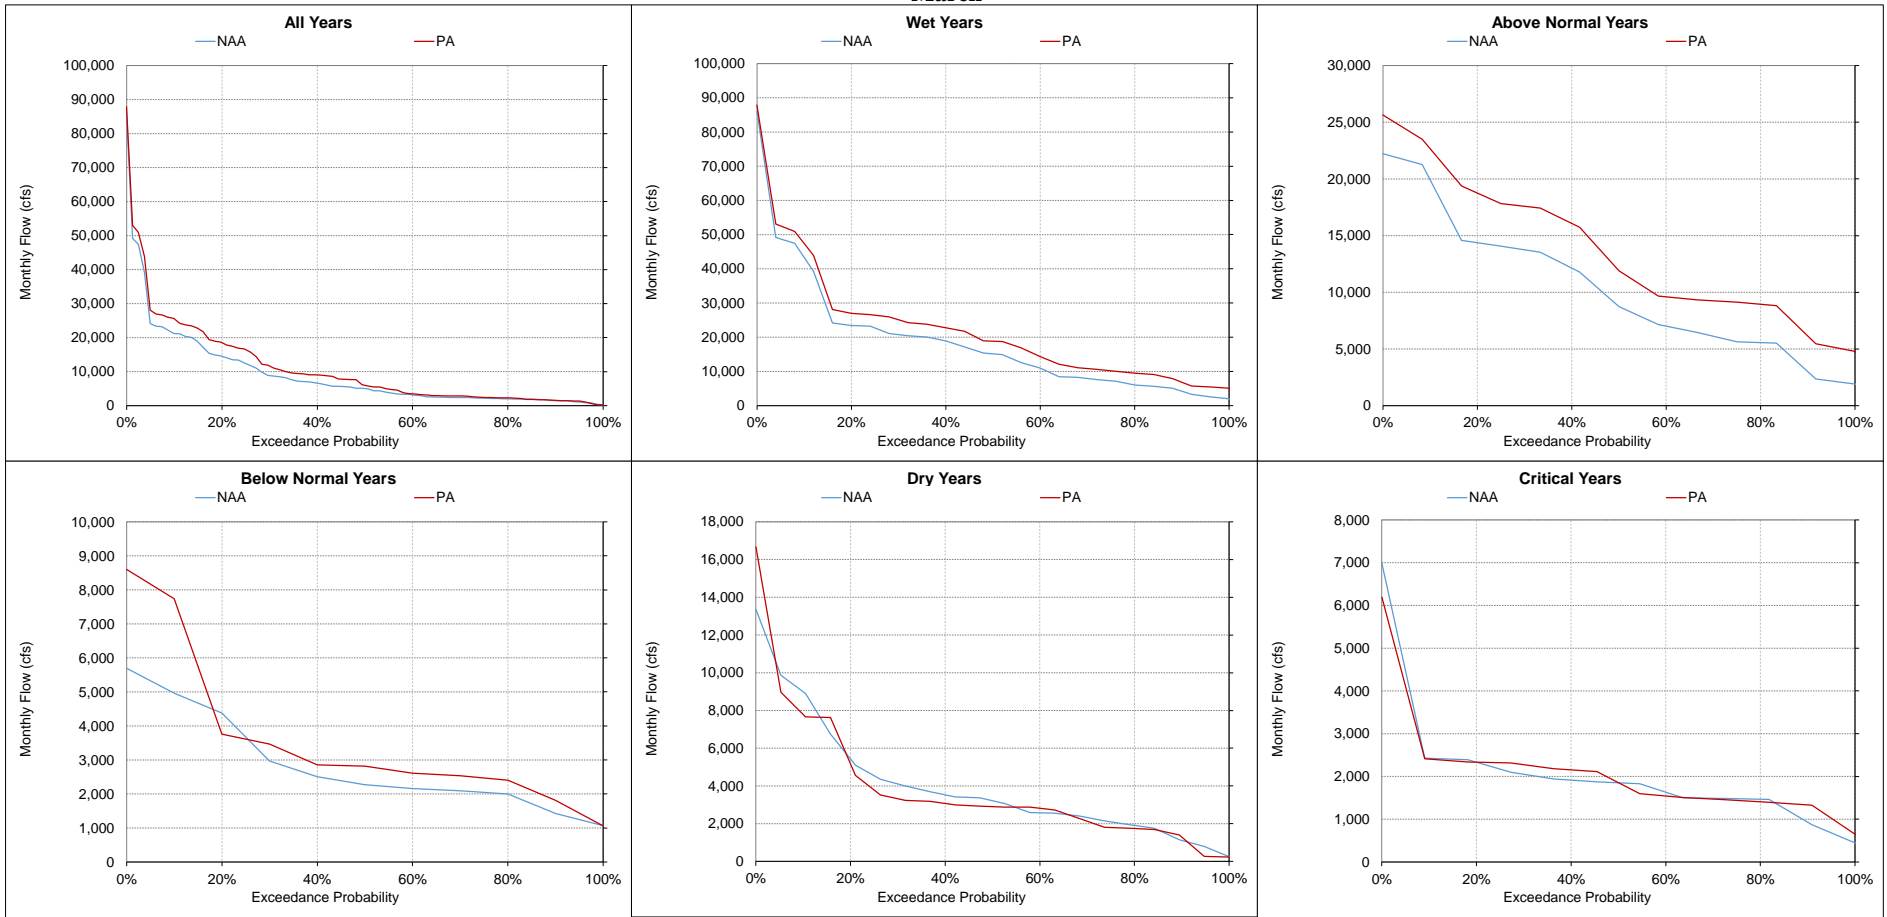 All Years
NAA PA
100,000
90,000
80,000
70,000
60,000
50,000
40,000
30,000
20,000
10,000
0
0% 20% 40% 60% 80% 100%
Monthly Flow (cfs)
Exceedance Probability
Wet Years
NAA PA
100,000
90,000
80,000
70,000
60,000
50,000
40,000
30,000
20,000
10,000
0
0% 20% 40% 60% 80% 100%
Monthly Flow (cfs)
Exceedance Probability
Above Normal Years
NAA PA
30,000
25,000
20,000
15,000
10,000
5,000
0
0% 20% 40% 60% 80% 100%
Monthly Flow (cfs)
Exceedance Probability
Below Normal Years
NAA PA
10,000
9,000
8,000
7,000
6,000
5,000
4,000
3,000
2,000
1,000
0
0% 20% 40% 60% 80% 100%
Monthly Flow (cfs)
Exceedance Probability
Dry Years
NAA PA
18,000
16,000
14,000
12,000
10,000
8,000
6,000
4,000
2,000
0
0% 20% 40% 60% 80% 100%
Monthly Flow (cfs)
Exceedance Probability
Critical Years
NAA PA
8,000
7,000
6,000
5,000
4,000
3,000
2,000
1,000
0
0% 20% 40% 60% 80% 100%
Monthly Flow (cfs)
Exceedance Probability